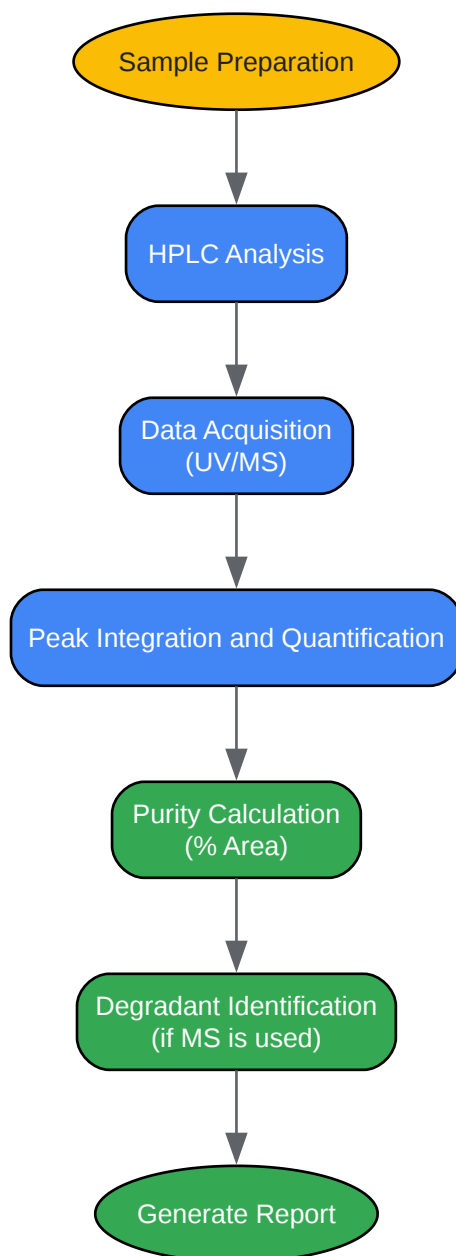 Sample Preparation
HPLC Analysis
Data Acquisition
(UV/MS)
Peak Integration and Quantification
Purity Calculation
(% Area)
Degradant Identification
(if MS is used)
Generate Report